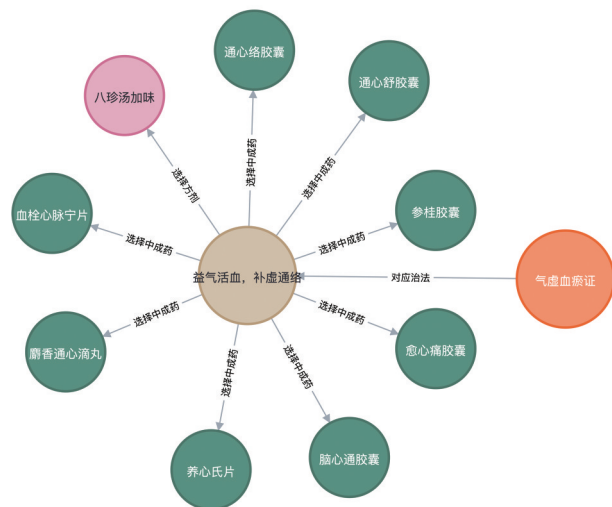 通心络胶囊
通心舒胶囊
八珍汤加味
选择中成药
选择中成药
选择方剂
血栓心脉宁片
参桂胶囊
选择中成药
选择中成药
益气活血，补虚通络
对应治法
气虚血瘀证
选择中成药
选择中成药
麝香通心滴丸
愈心痛胶囊
选择中成药
选择中成药
养心氏片
脑心通胶囊